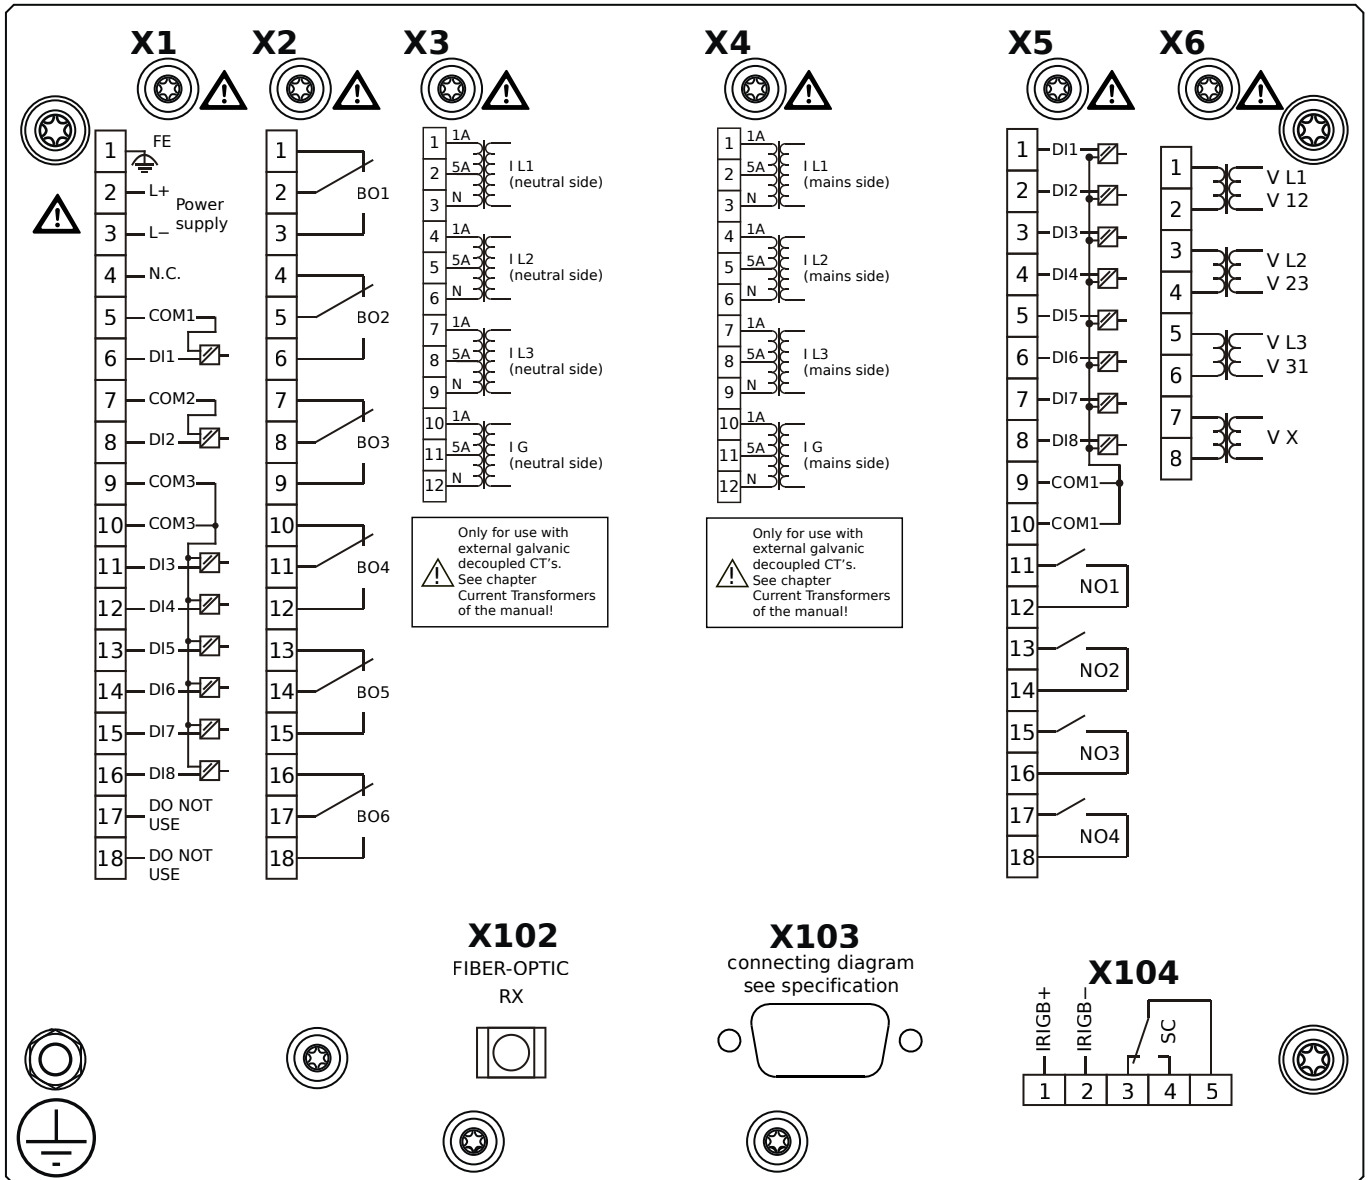 X1
X2
X3
X4
X5
X6
1
FE
2
L+
Power
supply
3
L−
4
N.C.
5
COM1
6
DI1
7
COM2
8
DI2
9
COM3
10
COM3
11
DI3
12
DI4
13
DI5
14
DI6
15
DI7
16
DI8
17
DO NOT
USE
18
DO NOT
USE
1
2
BO1
3
4
5
BO2
6
7
8
BO3
9
10
11
BO4
12
13
14
BO5
15
16
17
BO6
18
1
1A
2
5A
I L1
(neutral side)
3
N
4
1A
5
5A
I L2
(neutral side)
6
N
7
1A
8
5A
I L3
(neutral side)
9
N
10
1A
11
5A
I G
(neutral side)
12
N
Only for use with
external galvanic
decoupled CT's.
See chapter
Current Transformers
of the manual!
1
1A
2
5A
I L1
(mains side)
3
N
4
1A
5
5A
I L2
(mains side)
6
N
7
1A
8
5A
I L3
(mains side)
9
N
10
1A
11
5A
I G
(mains side)
12
N
Only for use with
external galvanic
decoupled CT's.
See chapter
Current Transformers
of the manual!
1
DI1
2
DI2
3
DI3
4
DI4
5
DI5
6
DI6
7
DI7
8
DI8
9
COM1
10
COM1
11
NO1
12
13
NO2
14
15
NO3
16
17
NO4
18
1
V L1
2
V 12
3
V L2
4
V 23
5
V L3
6
V 31
7
V X
8
X102
FIBER-OPTIC
RX
X103
connecting diagram
see specification
X104
IRIGB+
IRIGB−
SC
1 2 3 4 5